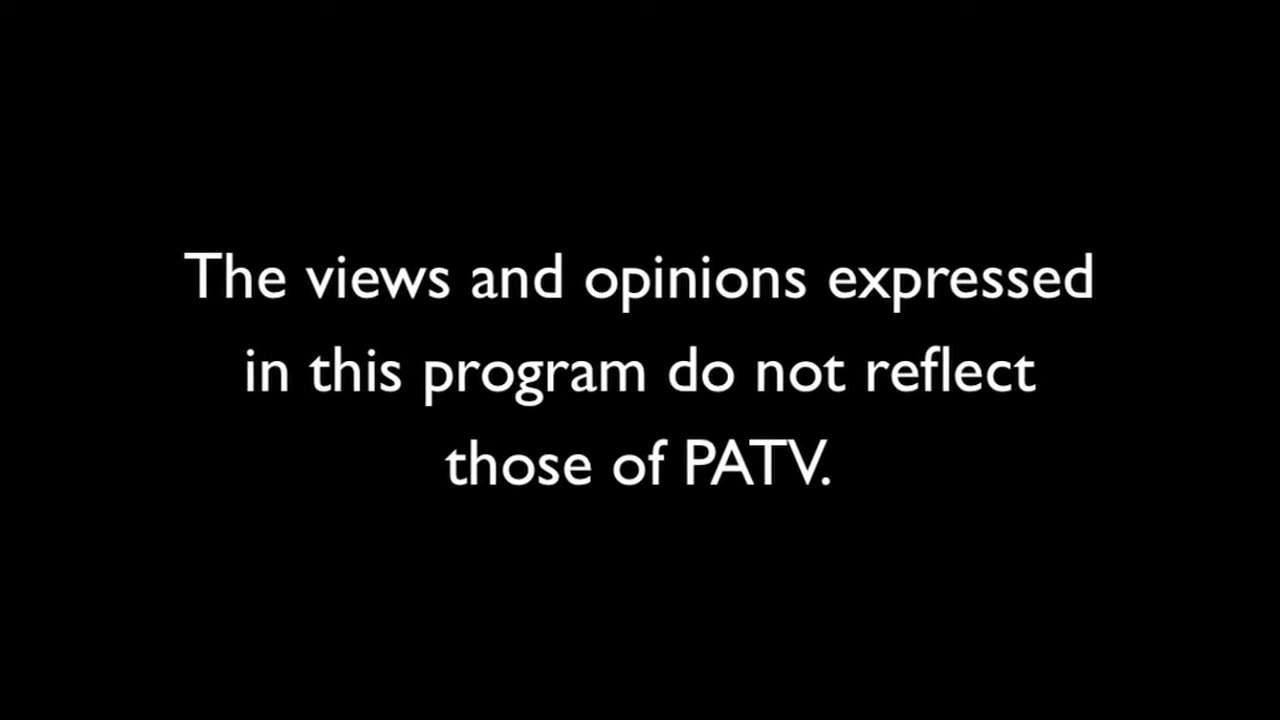 The views and opinions expressed
in this program do not reflect
those of PATV.